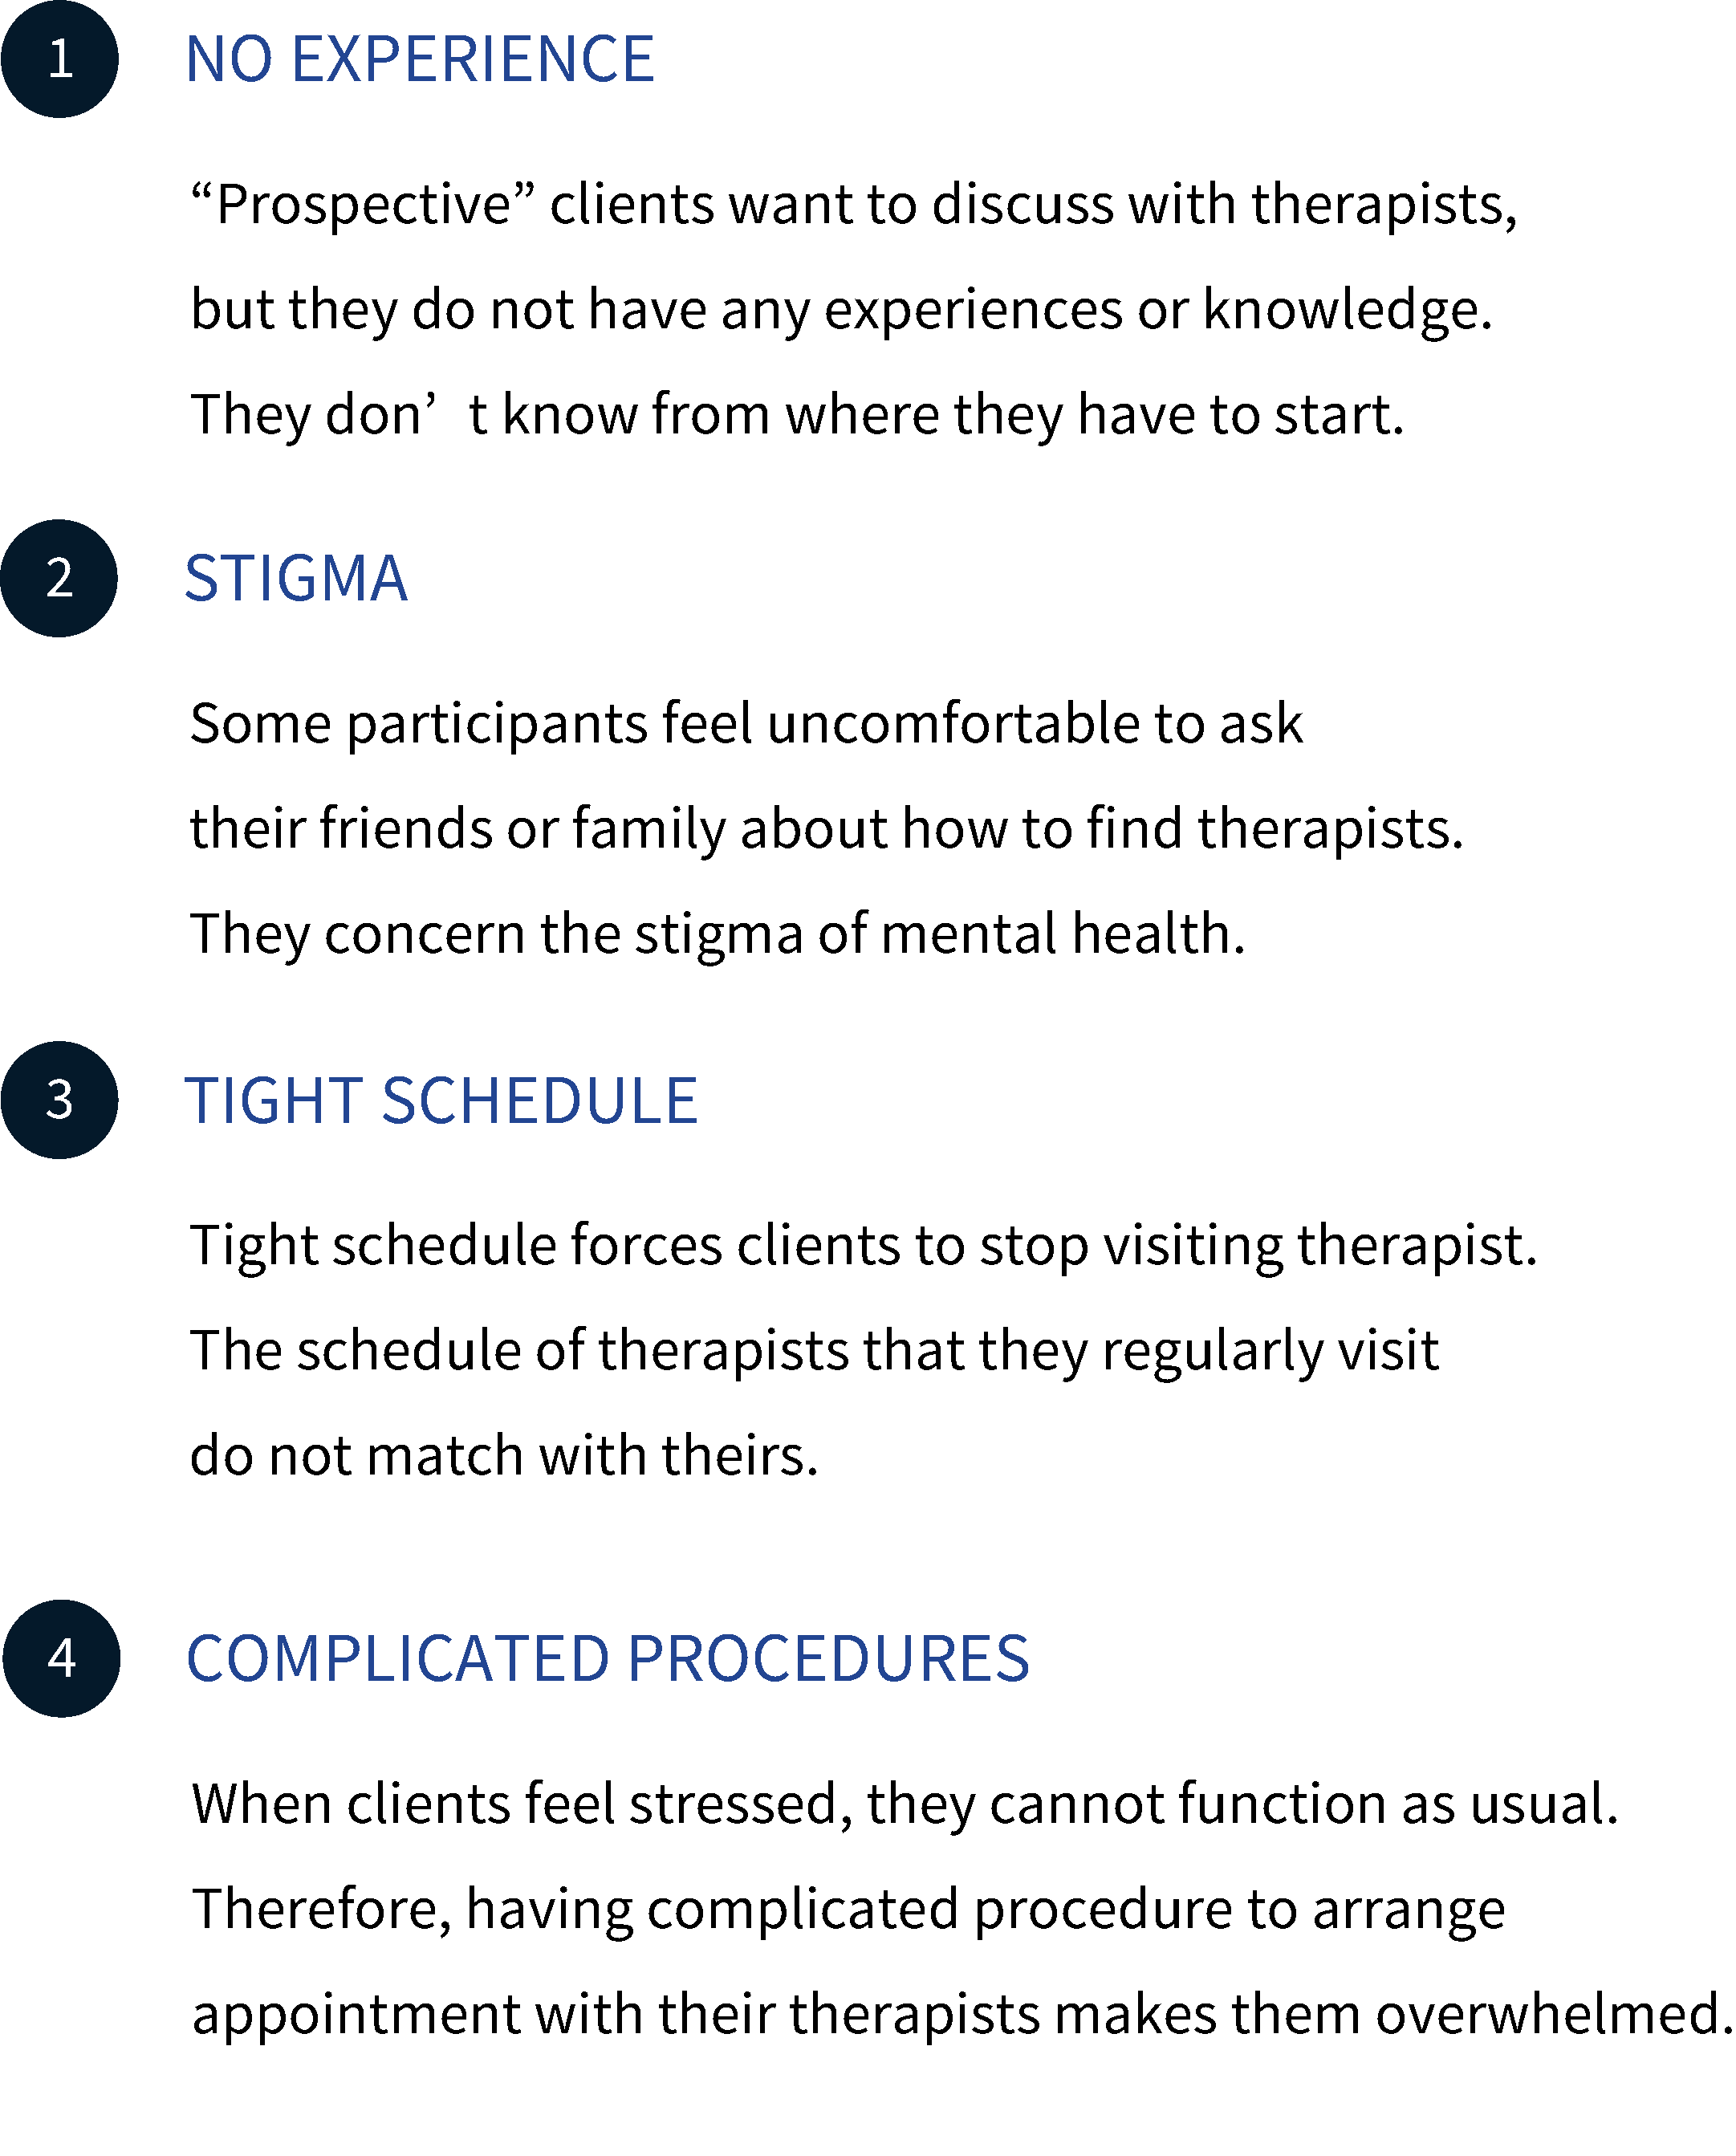 1 NO EXPERIENCE
“Prospective” clients want to discuss with therapists,
but they do not have any experiences or knowledge.
They don’t know from where they have to start.
2 STIGMA
Some participants feel uncomfortable to ask
their friends or family about how to find therapists.
They concern the stigma of mental health.
3 TIGHT SCHEDULE
Tight schedule forces clients to stop visiting therapist.
The schedule of therapists that they regularly visit
do not match with theirs.
4 COMPLICATED PROCEDURES
When clients feel stressed, they cannot function as usual.
Therefore, having complicated procedure to arrange
appointment with their therapists makes them overwhelmed.